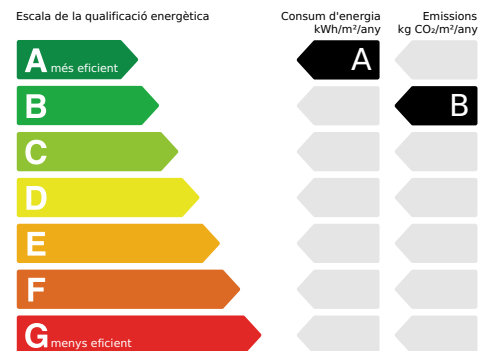 Escala de la qualificació energètica
Consum d'energia
kWh/m²/any
Emissions
kg CO₂/m²/any
A més eficient
A
B
B
C
D
E
F
G menys eficient